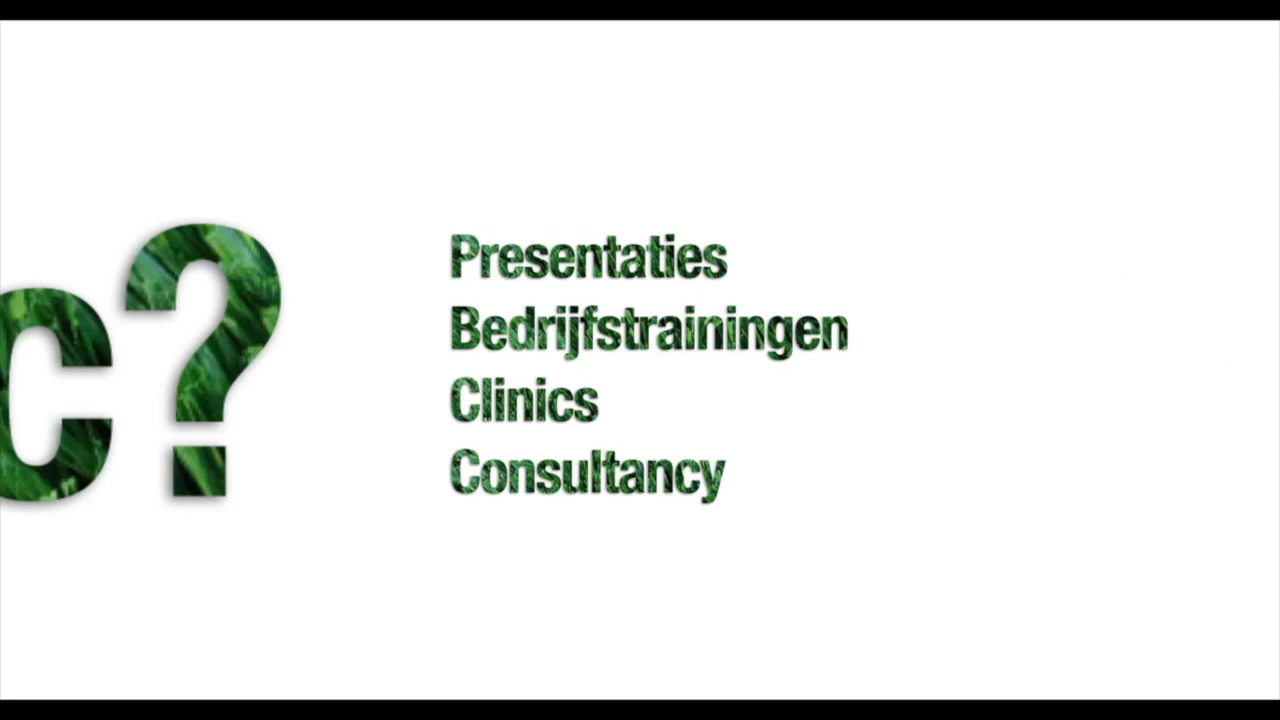 c?
Presentaties
Bedrijfstrainingen
Clinics
Consultancy